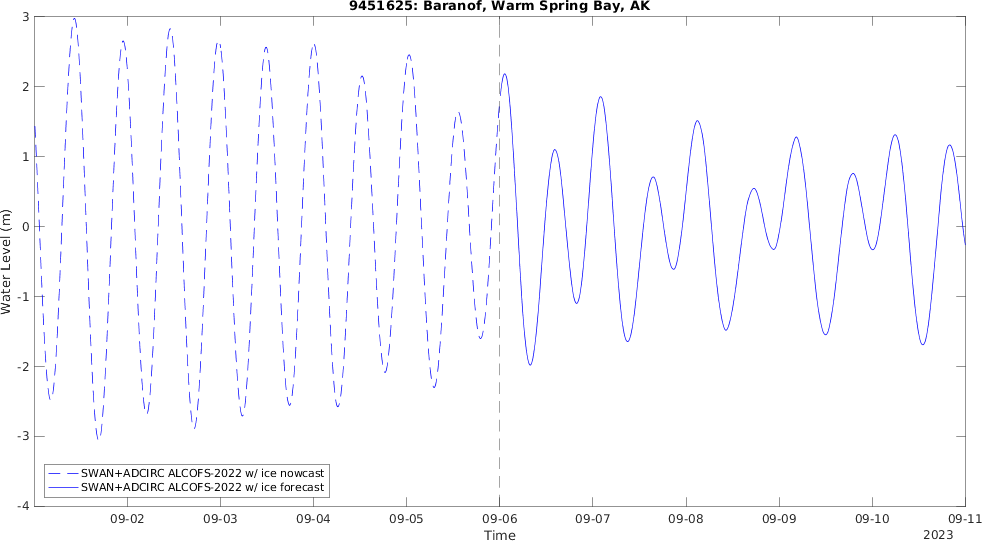 9451625: Baranof, Warm Spring Bay, AK
3
2
1
0
-1
-2
-3
-4
Water Level (m)
SWAN+ADCIRC ALCOFS-2022 w/ ice nowcast
SWAN+ADCIRC ALCOFS-2022 w/ ice forecast
09-02 09-03 09-04 09-05 09-06 09-07 09-08 09-09 09-10 09-11
Time
2023